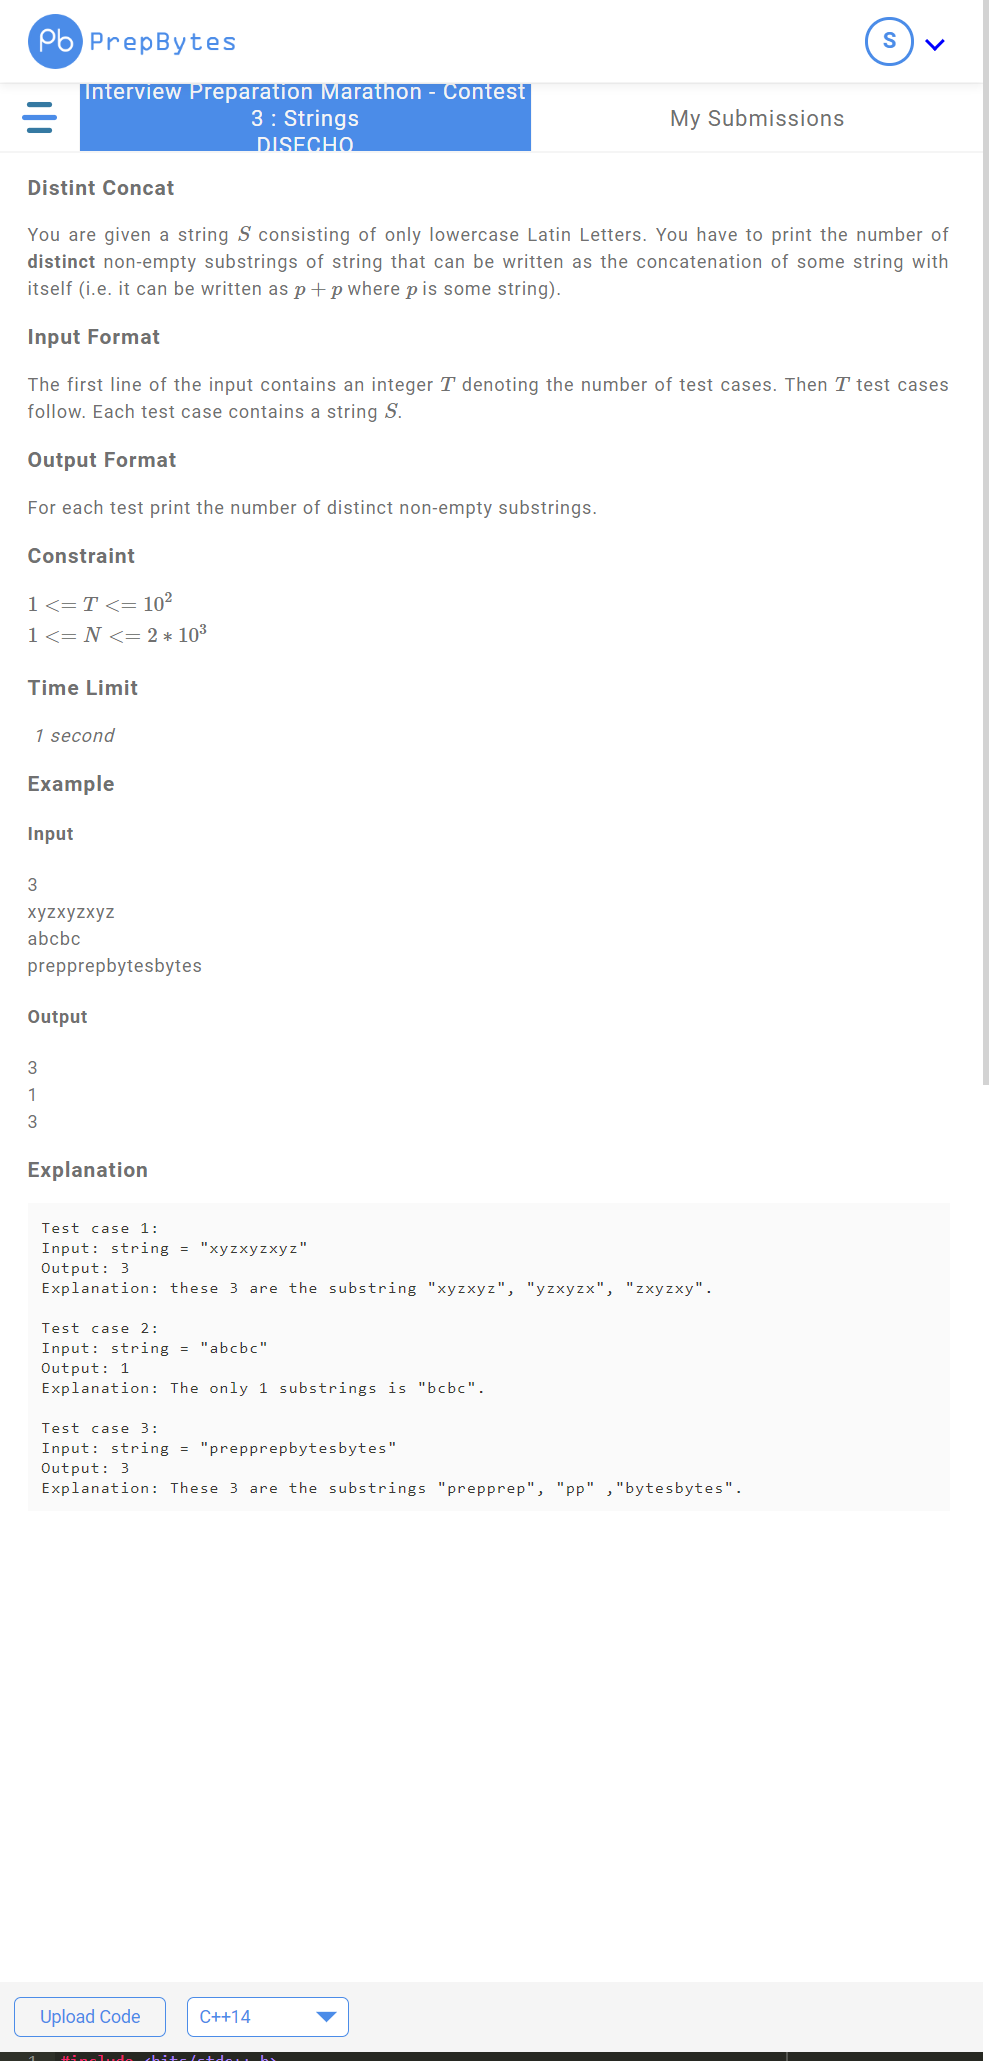 Pb PrepBytes
S
Interview Preparation Marathon - Contest
3 : Strings
DISECHO
My Submissions
Distint Concat
You are given a string S consisting of only lowercase Latin Letters. You have to print the number of
distinct non-empty substrings of string that can be written as the concatenation of some string with
itself (i.e. it can be written as p + p where p is some string).
Input Format
The first line of the input contains an integer T denoting the number of test cases. Then T test cases
follow. Each test case contains a string S.
Output Format
For each test print the number of distinct non-empty substrings.
Constraint
1 <= T <= 10²
1 <= N <= 2 * 10³
Time Limit
1 second
Example
Input
3
xyzxyzxyz
abcbc
prepprepbytesbytes
Output
3
1
3
Explanation
Test case 1:
Input: string = "xyzxyzxyz"
Output: 3
Explanation: these 3 are the substring "xyzxyz", "yzxyzx", "zxyzxy".
Test case 2:
Input: string = "abcbc"
Output: 1
Explanation: The only 1 substrings is "bcbc".
Test case 3:
Input: string = "prepprepbytesbytes"
Output: 3
Explanation: These 3 are the substrings "prepprep", "pp" ,"bytesbytes".
Upload Code
C++14
1 #include <bits/stdc++.h>